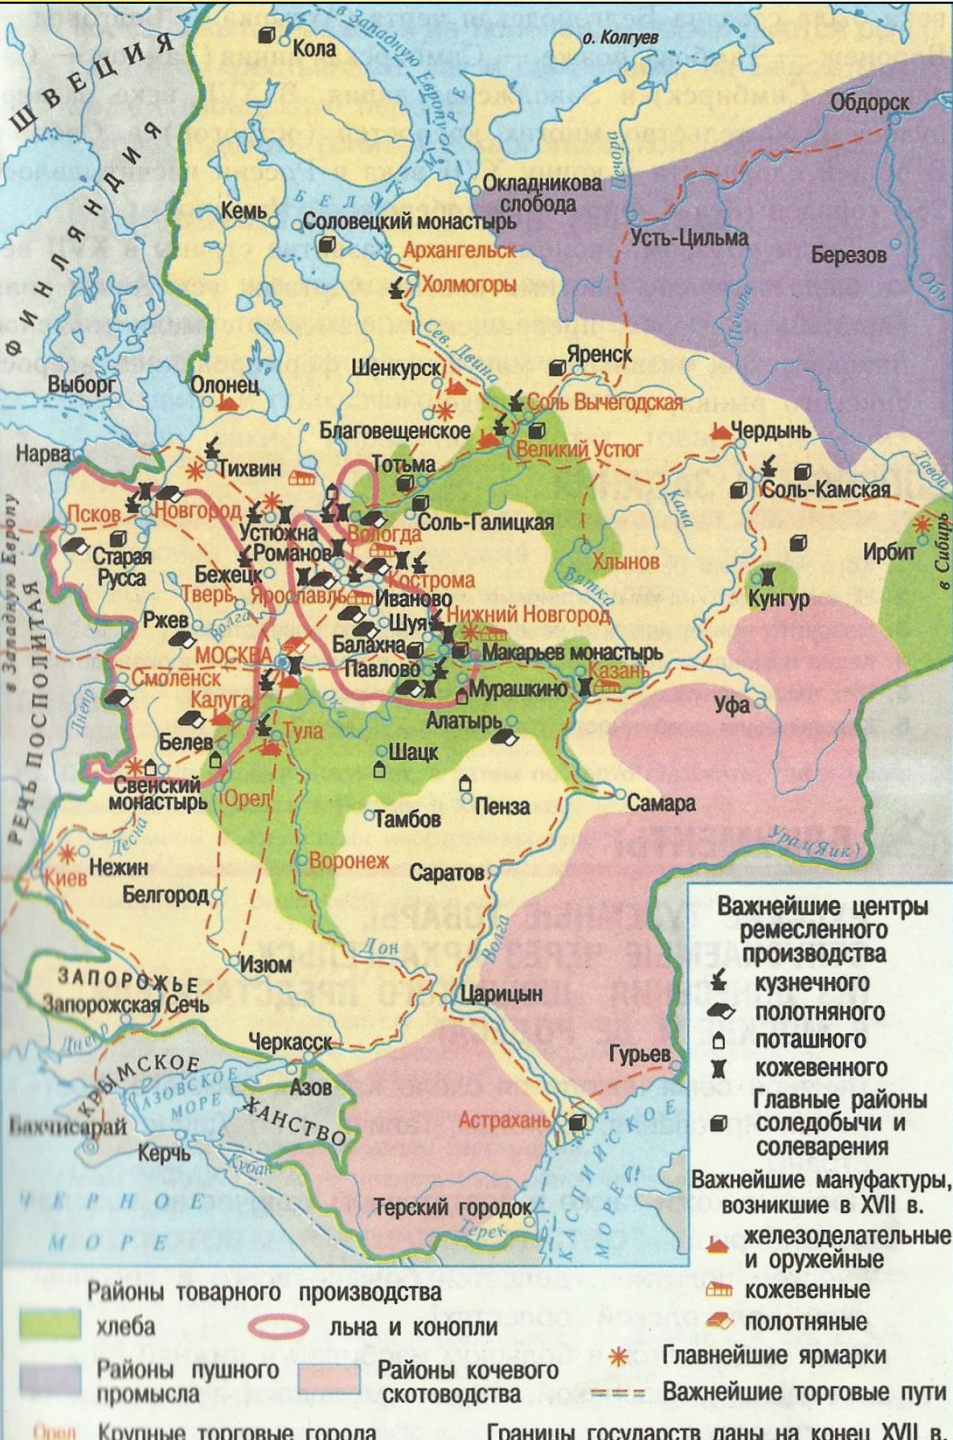 в Западную Европу
Кола
о. Колгуев
ШВЕЦИЯ
ФИНЛЯНДИЯ
Обдорск
Печора
БЕЛОЕ МОРЕ
Окладникова
слобода
Кемь
Соловецкий монастырь
Усть-Цильма
Архангельск
Березов
Холмогоры
Обь
Печора
Сев. Двина
Яренск
Шенкурск
Выборг
Олонец
Соль Вычегодская
Благовещенское
Чердынь
Великий Устюг
Нарва
Тихвин
Тотьма
Тавда
Соль-Камская
Кама
Псков
Новгород
Устюжна
Соль-Галицкая
Вологда
в Западную Европу
Старая
Русса
Романов
Хлынов
Ирбит
в Сибирь
Бежецк
Кострома
Вятка
Тверь
Ярославль
Иваново
Кунгур
Ржев
Волга
Шуя
Нижний Новгород
Балахна
МОСКВА
Макарьев монастырь
Смоленск
Павлово
Казань
РЕЧЬ ПОСПОЛИТАЯ
Днепр
Калуга
Ока
Мурашкино
Уфа
Алатырь
Белев
Тула
Шацк
Свенский
монастырь
Орел
Пенза
Самара
Тамбов
Десна
Нежин
Воронеж
Урал (Яик)
Киев
Саратов
Белгород
Волга
Дон
Изюм
ЗАПОРОЖЬЕ
Запорожская Сечь
Царицын
Черкасск
Гурьев
КРЫМСКОЕ
ХАНСТВО
Азов
АЗОВСКОЕ
МОРЕ
Бахчисарай
Астрахань
Керчь
Кубань
КАСПИЙСКОЕ
МОРЕ
ЧЕРНОЕ
МОРЕ
Терский городок
Терек
Важнейшие центры
ремесленного
производства
кузнечного
полотняного
поташного
кожевенного
Главные районы
соледобычи и
солеварения
Важнейшие мануфактуры,
возникшие в XVII в.
железоделательные
и оружейные
кожевенные
полотняные
Главнейшие ярмарки
Важнейшие торговые пути
Районы товарного производства
хлеба
льна и конопли
Районы пушного
промысла
Районы кочевого
скотоводства
Орел
Крупные торговые города
Границы государств даны на конец XVII в.